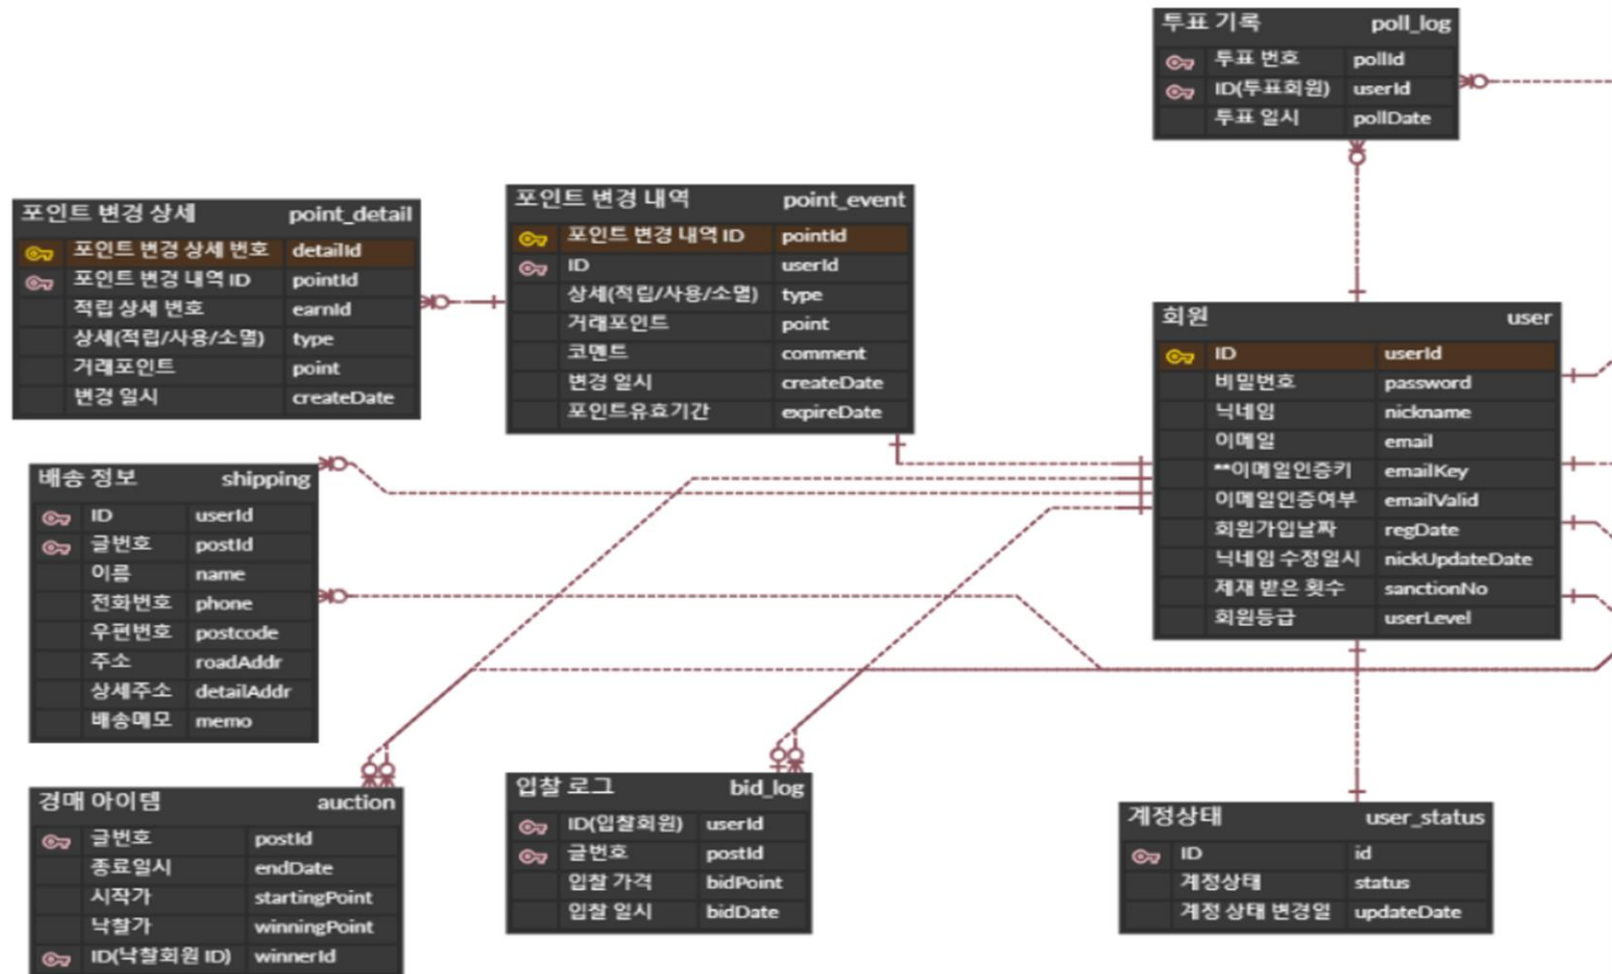 투표 기록 poll_log
투표 번호 pollId
ID(투표회원) userId
투표 일시 pollDate
포인트 변경 상세 point_detail
포인트 변경 상세 번호 detailId
포인트 변경 내역 ID pointId
적립 상세 번호 earnId
상세(적립/사용/소멸) type
거래포인트 point
변경 일시 createDate
포인트 변경 내역 point_event
포인트 변경 내역 ID pointId
ID userId
상세(적립/사용/소멸) type
거래포인트 point
코멘트 comment
변경 일시 createDate
포인트유효기간 expireDate
회원 user
ID userId
비밀번호 password
닉네임 nickname
이메일 email
**이메일인증키 emailKey
이메일인증여부 emailValid
회원가입날짜 regDate
닉네임 수정일시 nickUpdateDate
제재 받은 횟수 sanctionNo
회원등급 userLevel
배송 정보 shipping
ID userId
글번호 postId
이름 name
전화번호 phone
우편번호 postcode
주소 roadAddr
상세주소 detailAddr
배송메모 memo
경매 아이템 auction
글번호 postId
종료일시 endDate
시작가 startingPoint
낙찰가 winningPoint
ID(낙찰회원 ID) winnerId
입찰 로그 bid_log
ID(입찰회원) userId
글번호 postId
입찰 가격 bidPoint
입찰 일시 bidDate
계정상태 user_status
ID id
계정상태 status
계정 상태 변경일 updateDate